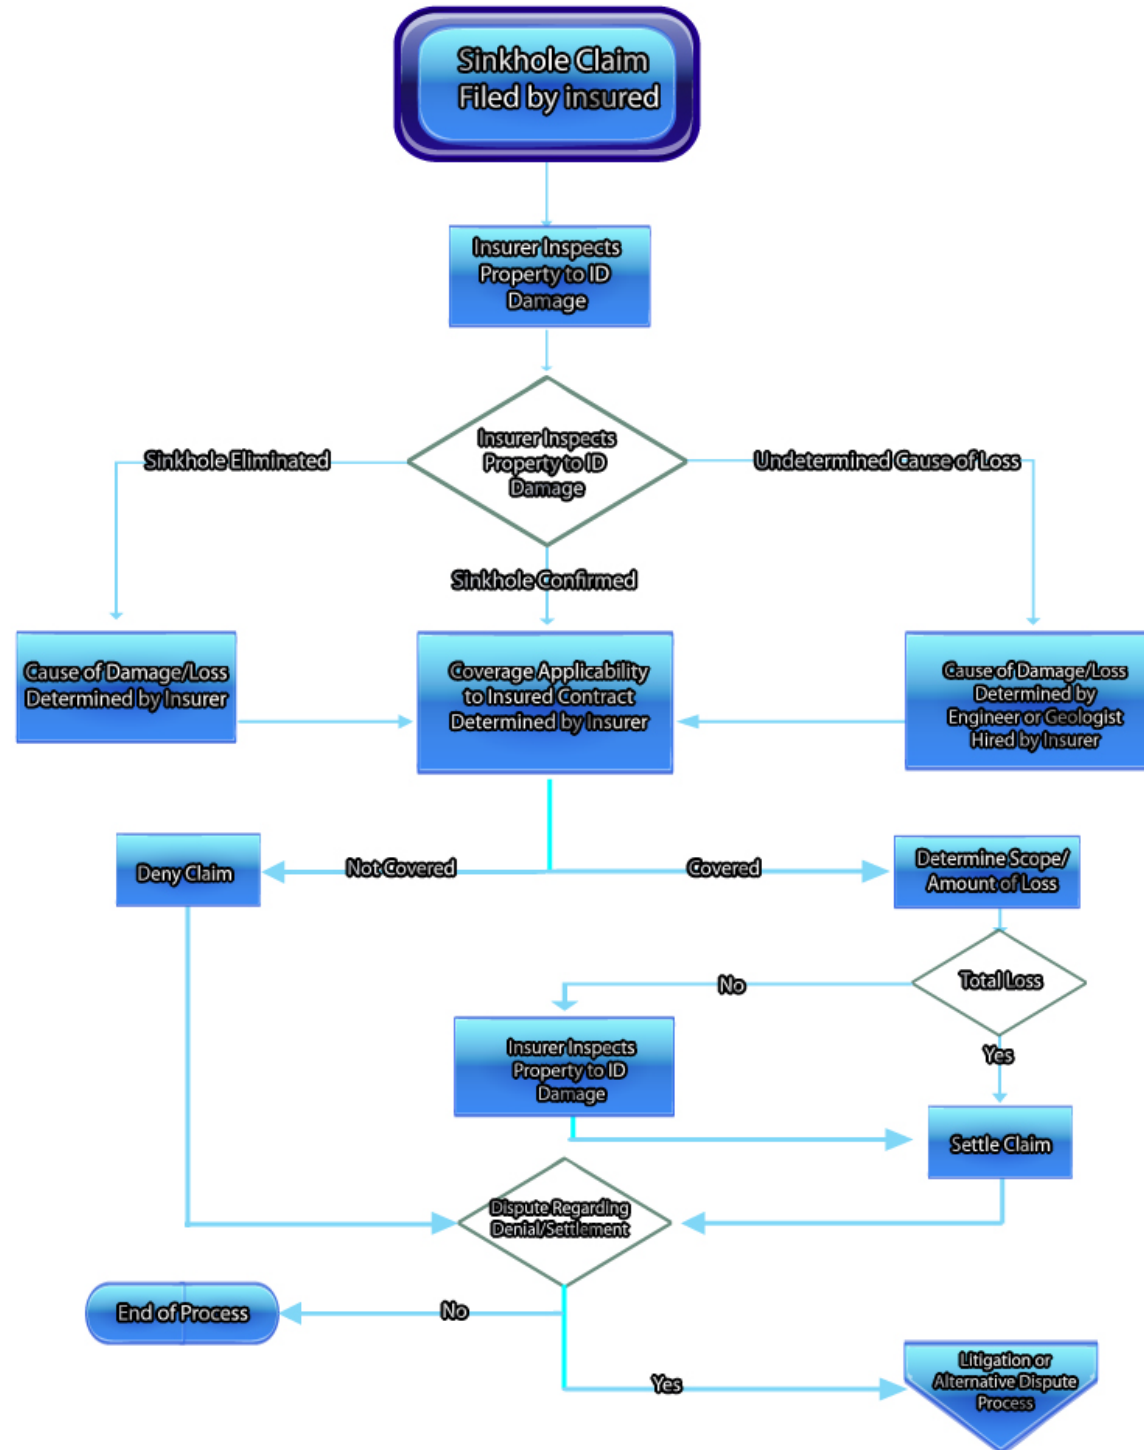 Sinkhole Claim
Filed by insured
Insurer Inspects
Property to ID
Damage
Insurer Inspects
Property to ID
Damage
Sinkhole Eliminated
Undetermined Cause of Loss
Sinkhole Confirmed
Cause of Damage/Loss
Determined by Insurer
Coverage Applicability
to Insured Contract
Determined by Insurer
Cause of Damage/Loss
Determined by
Engineer or Geologist
Hired by Insurer
Deny Claim
Not Covered
Covered
Determine Scope/
Amount of Loss
Total Loss
No
Yes
Insurer Inspects
Property to ID
Damage
Settle Claim
Dispute Regarding
Denial/Settlement
End of Process
No
Yes
Litigation or
Alternative Dispute
Process